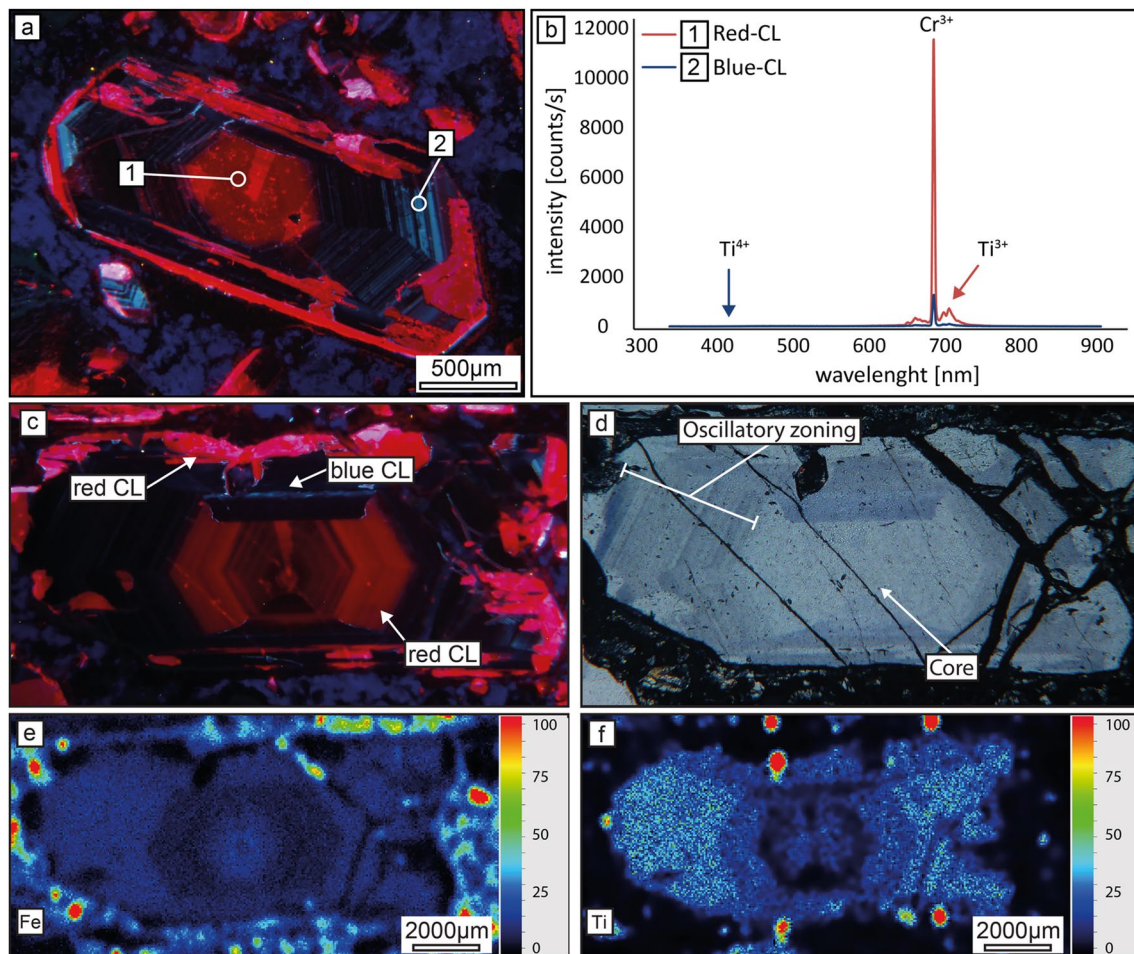 a
1
2
500µm
b
1 Red-CL
2 Blue-CL
Cr³⁺
Ti⁴⁺
Ti³⁺
intensity [counts/s]
12000
10000
8000
6000
4000
2000
0
300 400 500 600 700 800 900
wavelenght [nm]
c
red CL
blue CL
red CL
d
Oscillatory zoning
Core
e
Fe
2000µm
100
75
50
25
0
f
Ti
2000µm
100
75
50
25
0